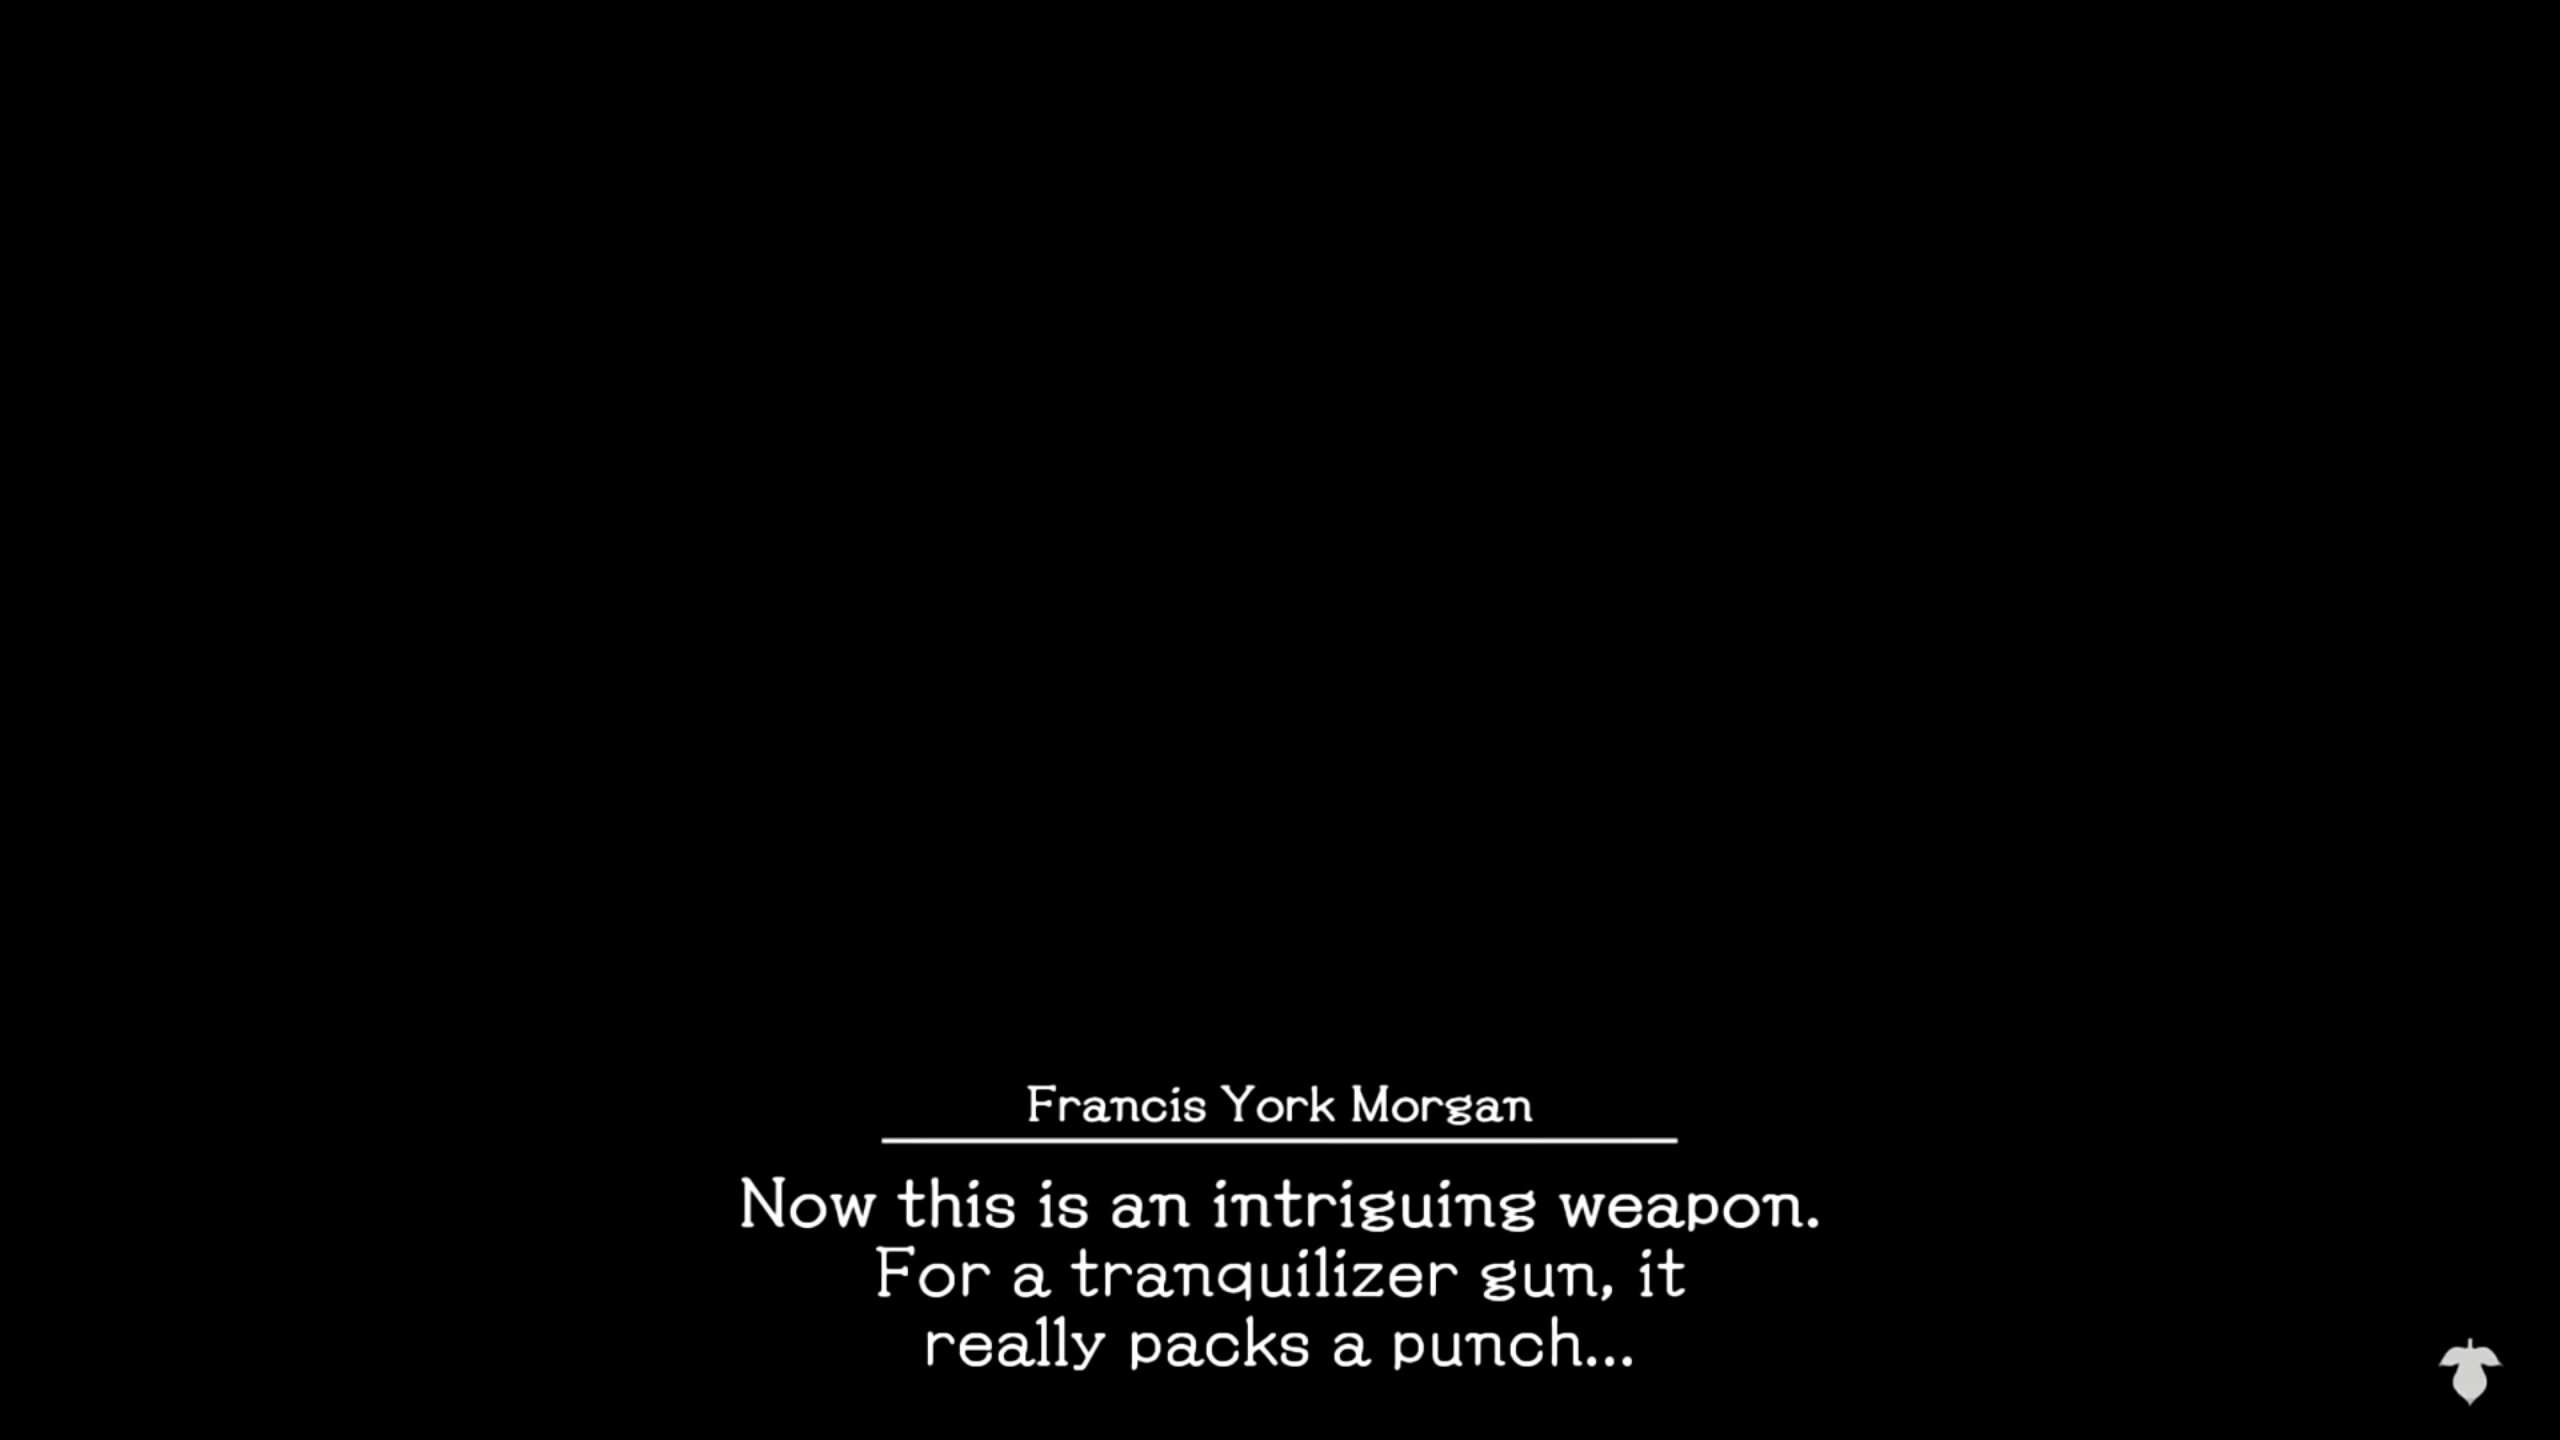 Francis York Morgan
Now this is an intriguing weapon.
For a tranquilizer gun, it
really packs a punch...